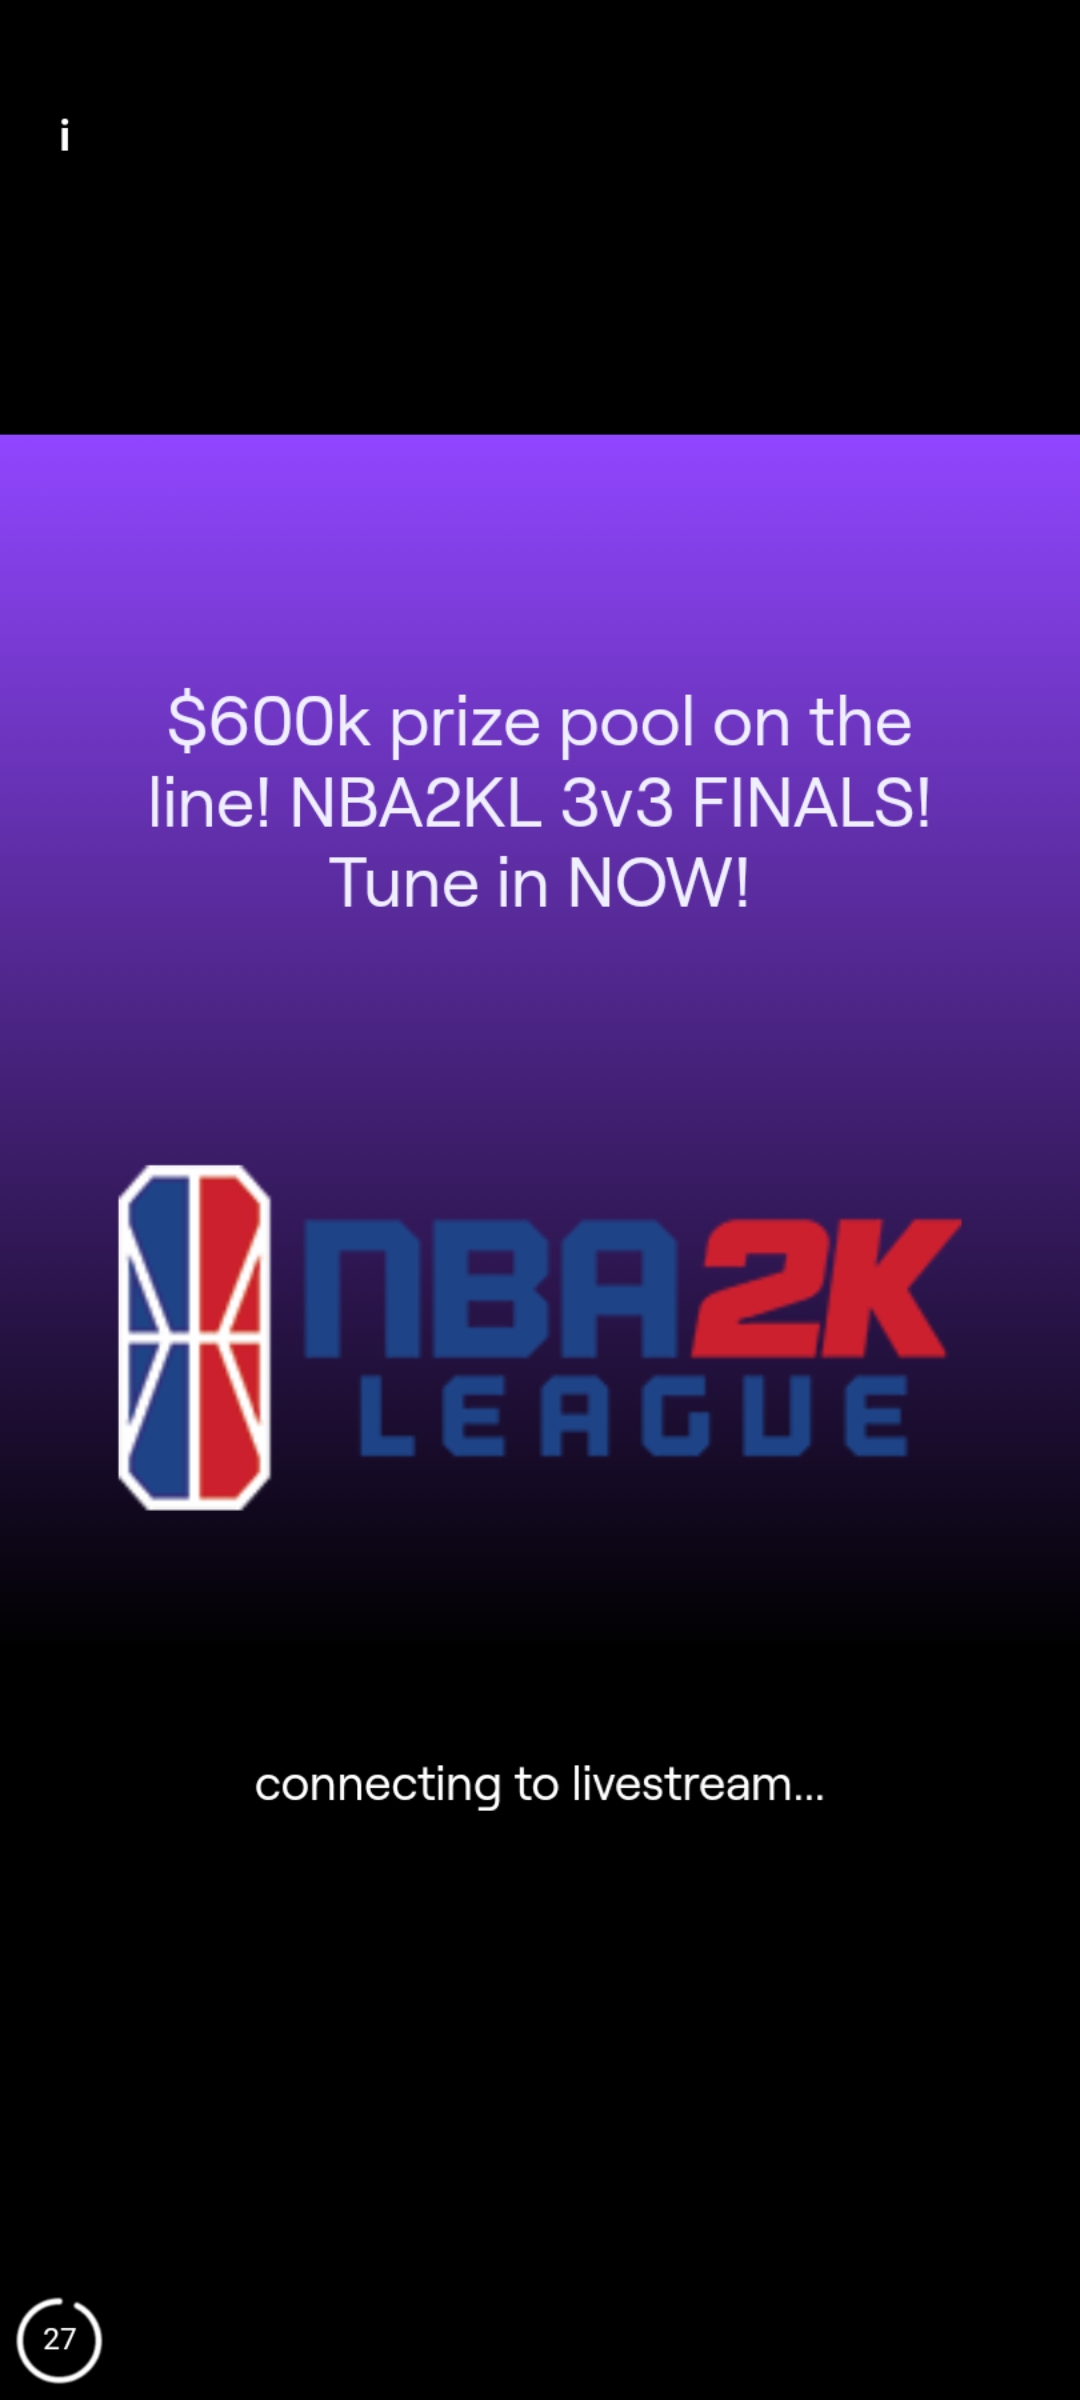 i
$600k prize pool on the
line! NBA2KL 3v3 FINALS!
Tune in NOW!
NBA2K
LEAGUE
connecting to livestream...
27